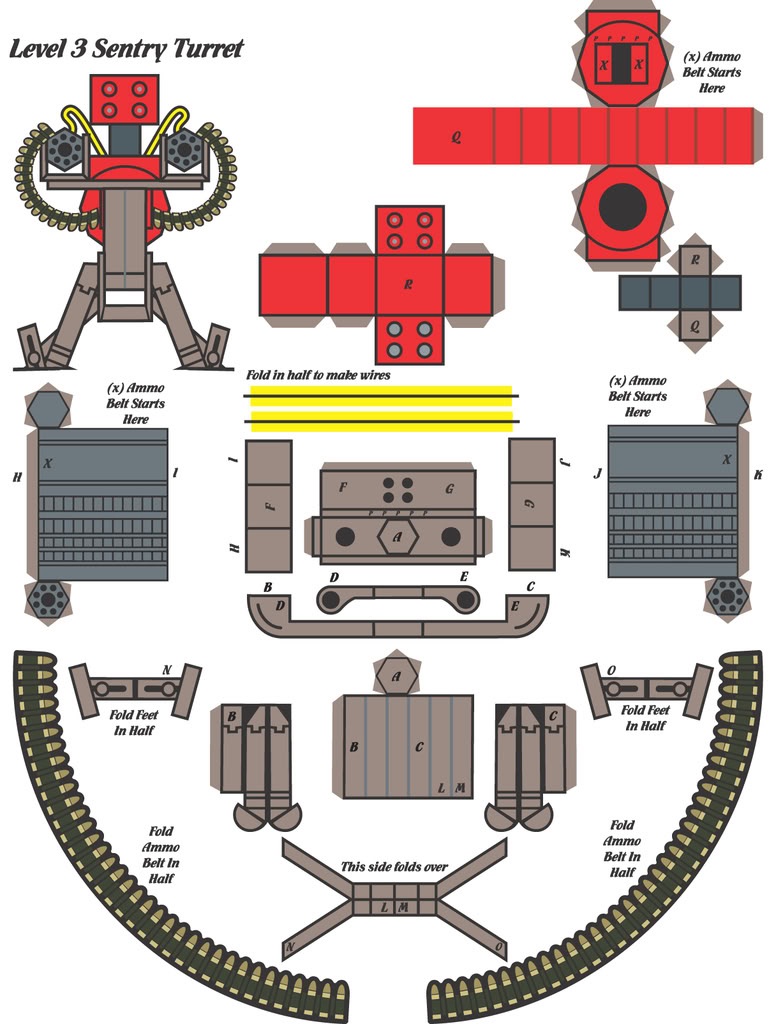 Level 3 Sentry Turret
P P P P P
X X
(x) Ammo
Belt Starts
Here
Q
R
R
Q
Fold in half to make wires
(x) Ammo
Belt Starts
Here
(x) Ammo
Belt Starts
Here
H
X
I
I
F
H
F
G
P P P P P
A
J
G
K
J
X
K
D
E
B
D
C
E
N
Fold Feet
In Half
A
O
Fold Feet
In Half
B
B
C
L M
C
Fold
Ammo
Belt In
Half
Fold
Ammo
Belt In
Half
This side folds over
L M
N
O